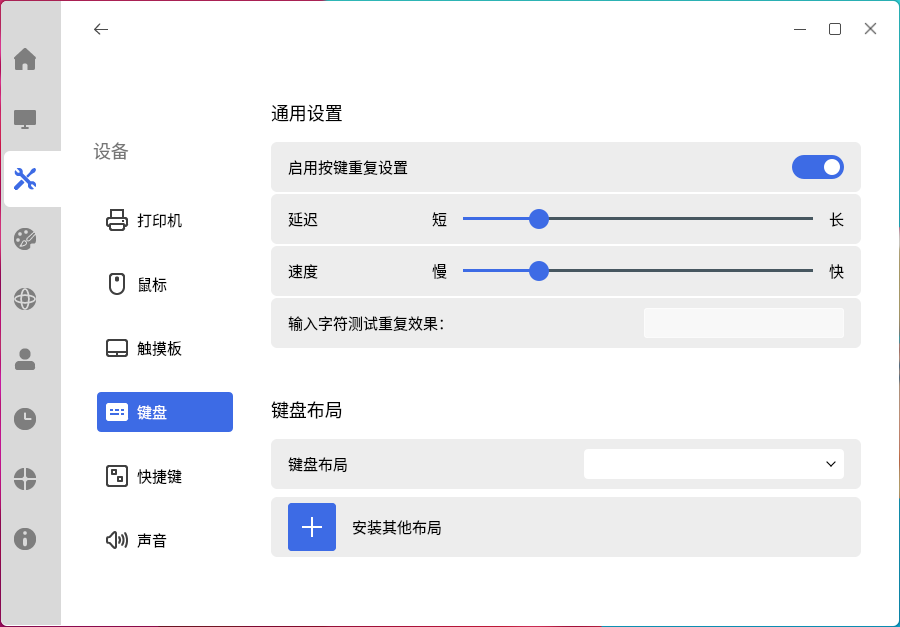 设备
打印机
鼠标
触摸板
键盘
快捷键
声音
通用设置
启用按键重复设置
延迟 短 长
速度 慢 快
输入字符测试重复效果：
键盘布局
键盘布局
安装其他布局